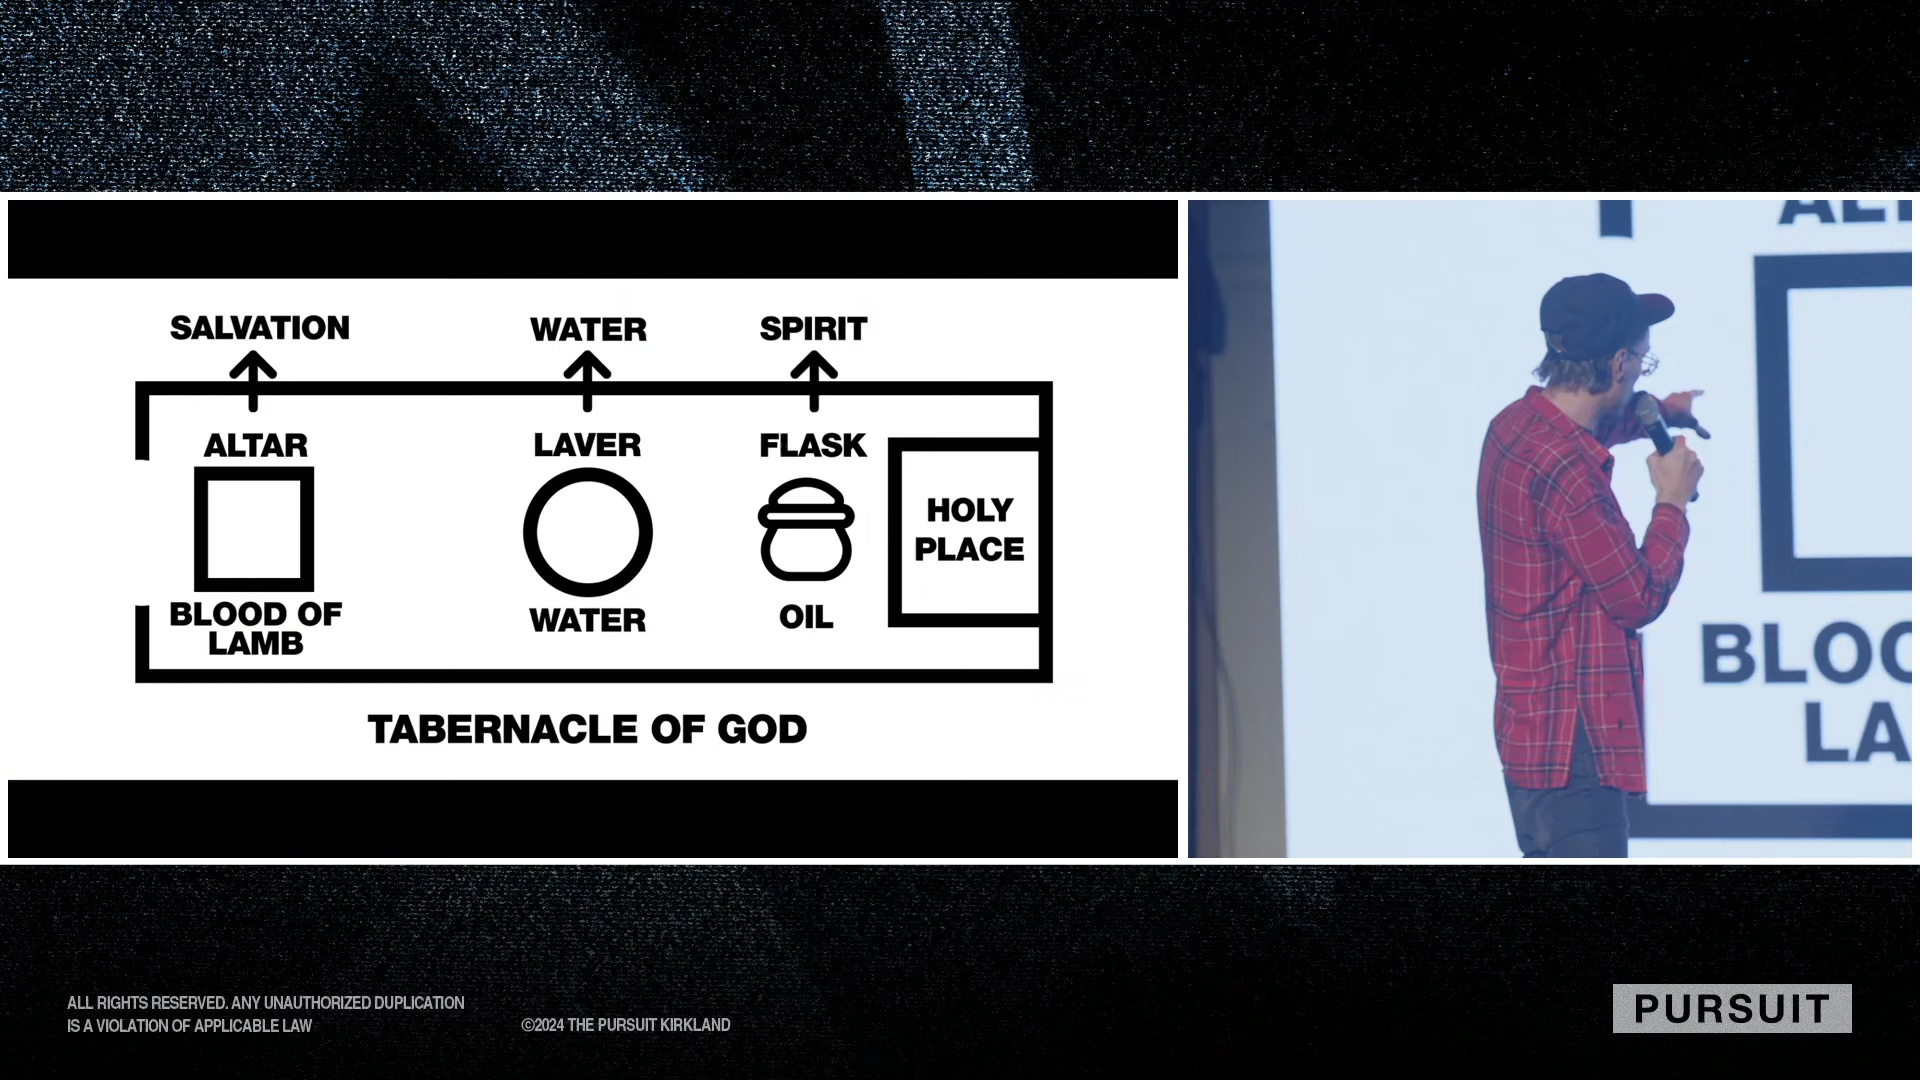 SALVATION
WATER
SPIRIT
ALTAR
LAVER
FLASK
HOLY
PLACE
BLOOD OF
LAMB
WATER
OIL
TABERNACLE OF GOD
BLOO
LA
ALL RIGHTS RESERVED. ANY UNAUTHORIZED DUPLICATION
IS A VIOLATION OF APPLICABLE LAW
©2024 THE PURSUIT KIRKLAND
PURSUIT